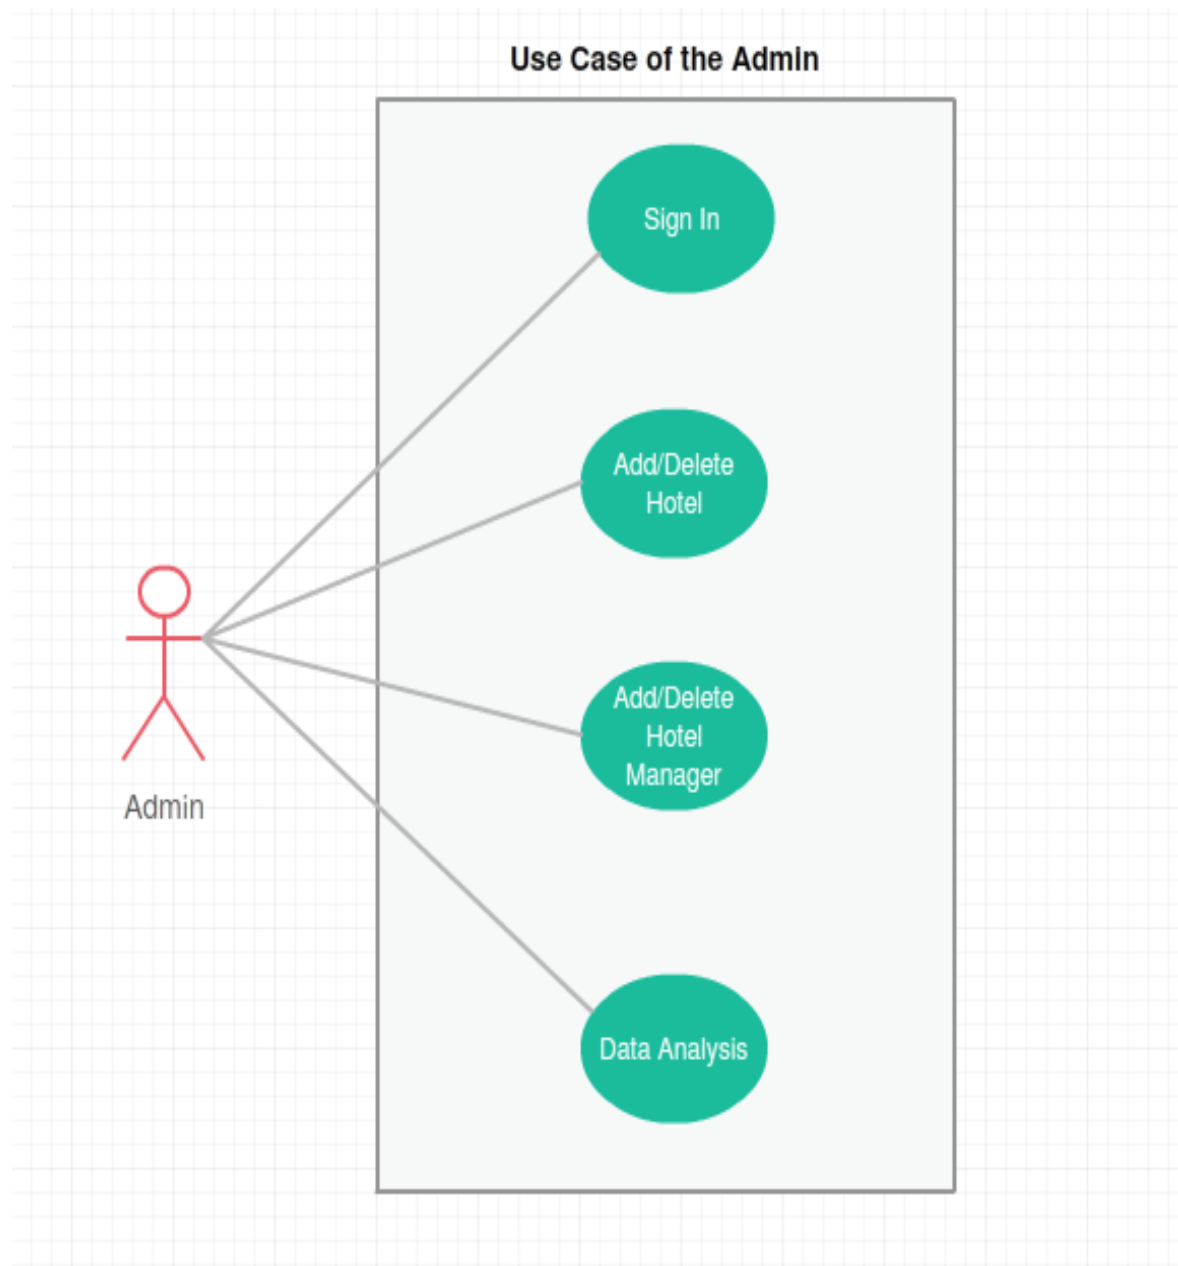 Use Case of the Admin
Sign In
Add/Delete
Hotel
Add/Delete
Hotel
Manager
Admin
Data Analysis